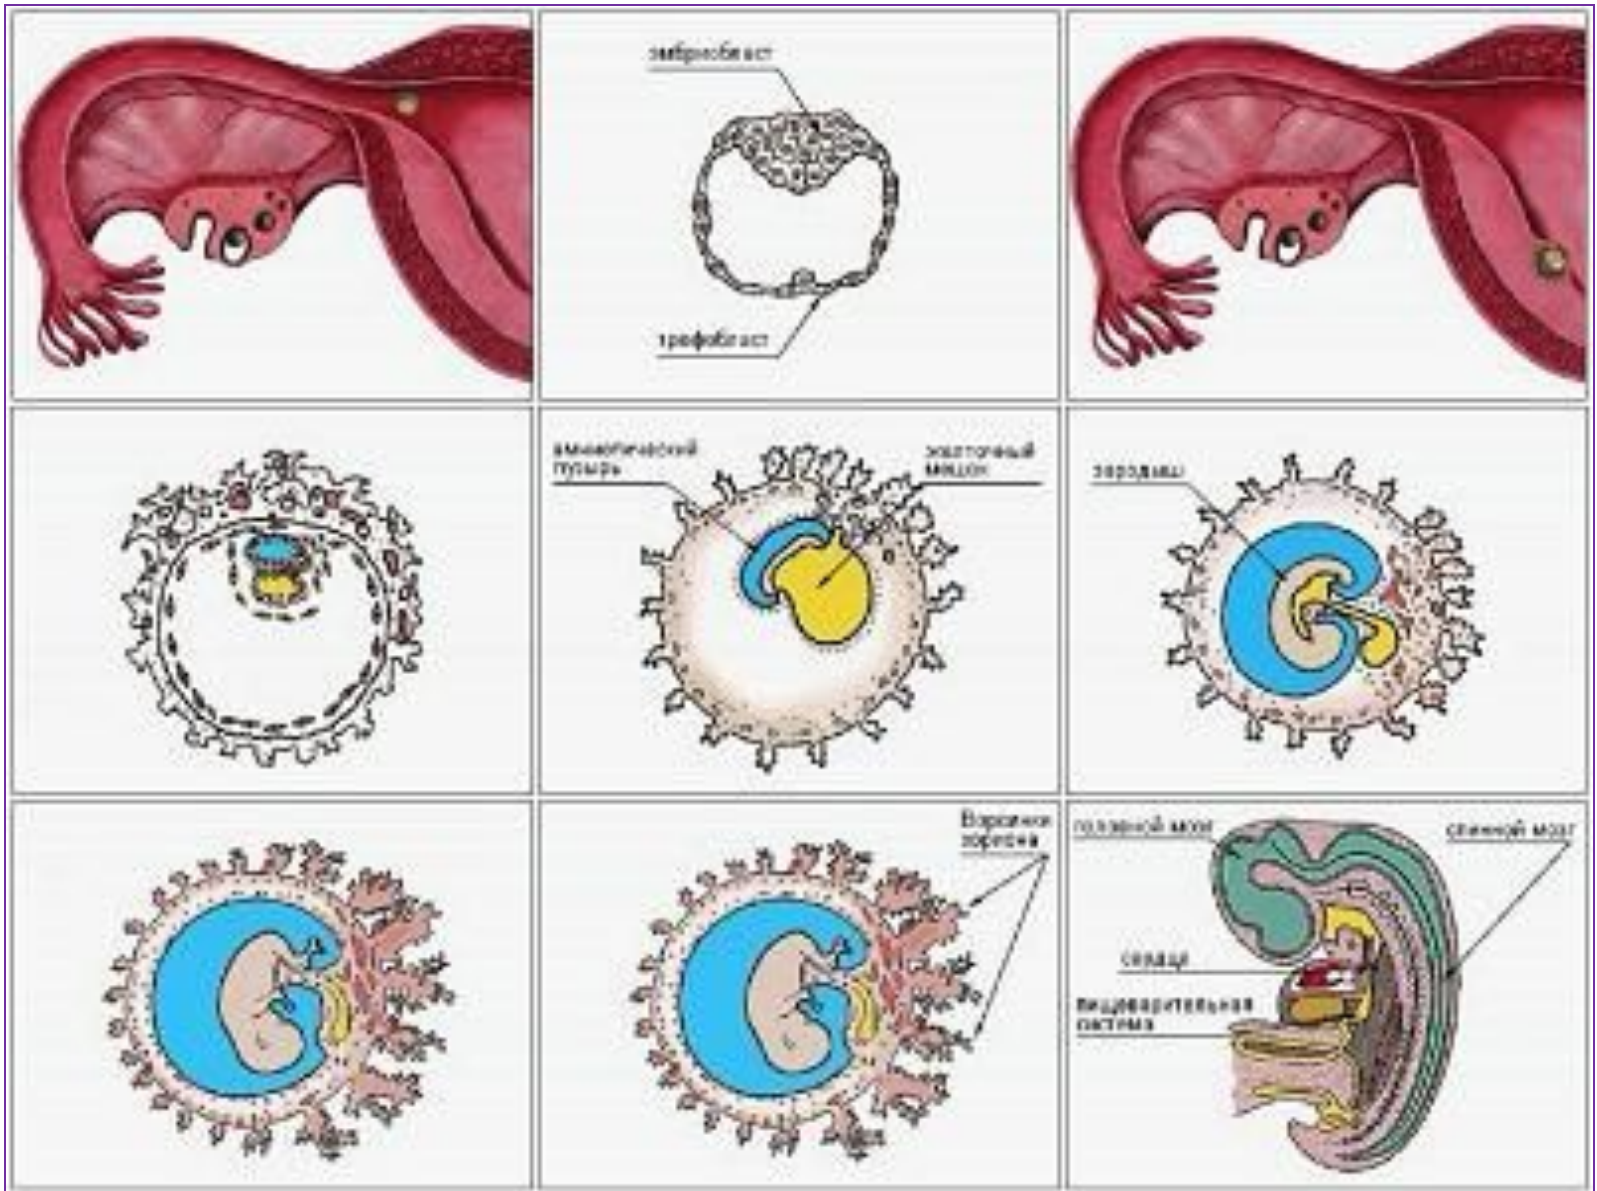 эмбриобласт
трофобласт
амниотический
пузырь
желточный
мешок
зародыш
Ворсинки
хориона
головной мозг
спинной мозг
сердце
пищеварительная
система